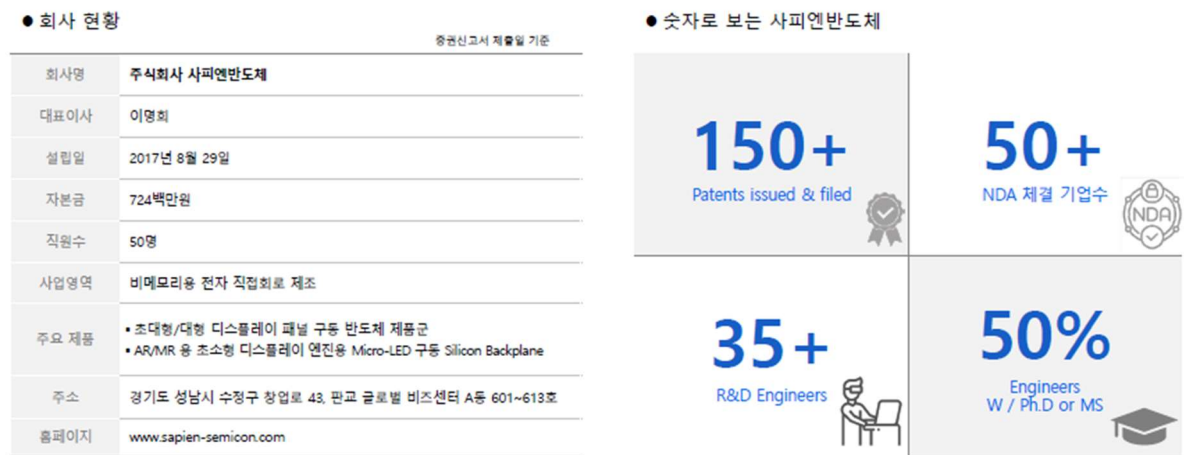 ● 회사 현황
증권신고서 제출일 기준
회사명 주식회사 사피엔반도체
대표이사 이명희
설립일 2017년 8월 29일
자본금 724백만원
직원수 50명
사업영역 비메모리용 전자 직접회로 제조
주요 제품
▪ 초대형/대형 디스플레이 패널 구동 반도체 제품군
▪ AR/MR 용 초소형 디스플레이 엔진용 Micro-LED 구동 Silicon Backplane
주소 경기도 성남시 수정구 창업로 43, 판교 글로벌 비즈센터 A동 601~613호
홈페이지 www.sapien-semicon.com
● 숫자로 보는 사피엔반도체
150+
Patents issued & filed
50+
NDA 체결 기업수
NDA
35+
R&D Engineers
50%
Engineers
W / Ph.D or MS